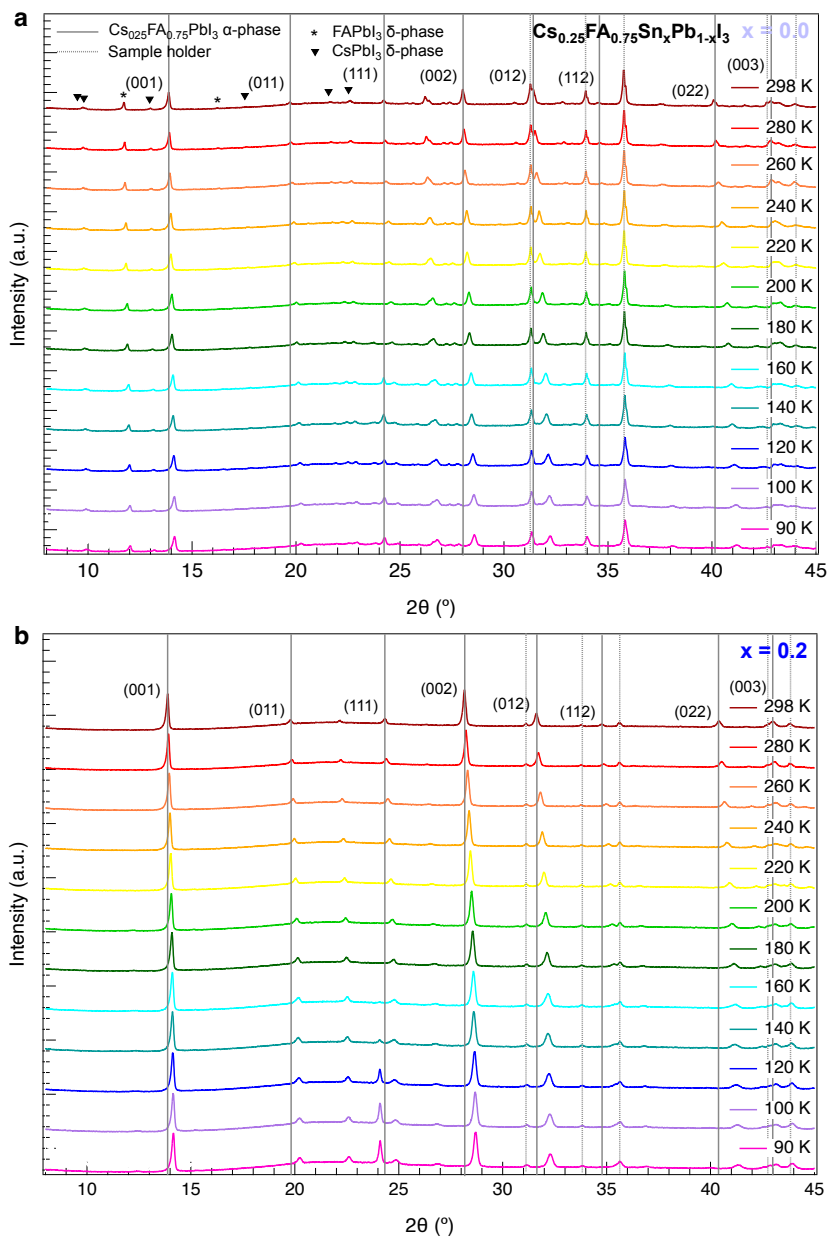 a
Cs₀₂₅FA₀.₇₅PbI₃ α-phase
* FAPbI₃ δ-phase
Cs₀.₂₅FA₀.₇₅SnₓPb₁₋ₓI₃ x = 0.0
Sample holder
▼ CsPbI₃ δ-phase
(001) (011) (111) (002) (012) (112) (022) (003)
298 K
280 K
260 K
240 K
220 K
200 K
180 K
160 K
140 K
120 K
100 K
90 K
Intensity (a.u.)
10 15 20 25 30 35 40 45
2θ (º)
b
x = 0.2
(001) (011) (111) (002) (012) (112) (022) (003)
298 K
280 K
260 K
240 K
220 K
200 K
180 K
160 K
140 K
120 K
100 K
90 K
Intensity (a.u.)
10 15 20 25 30 35 40 45
2θ (º)